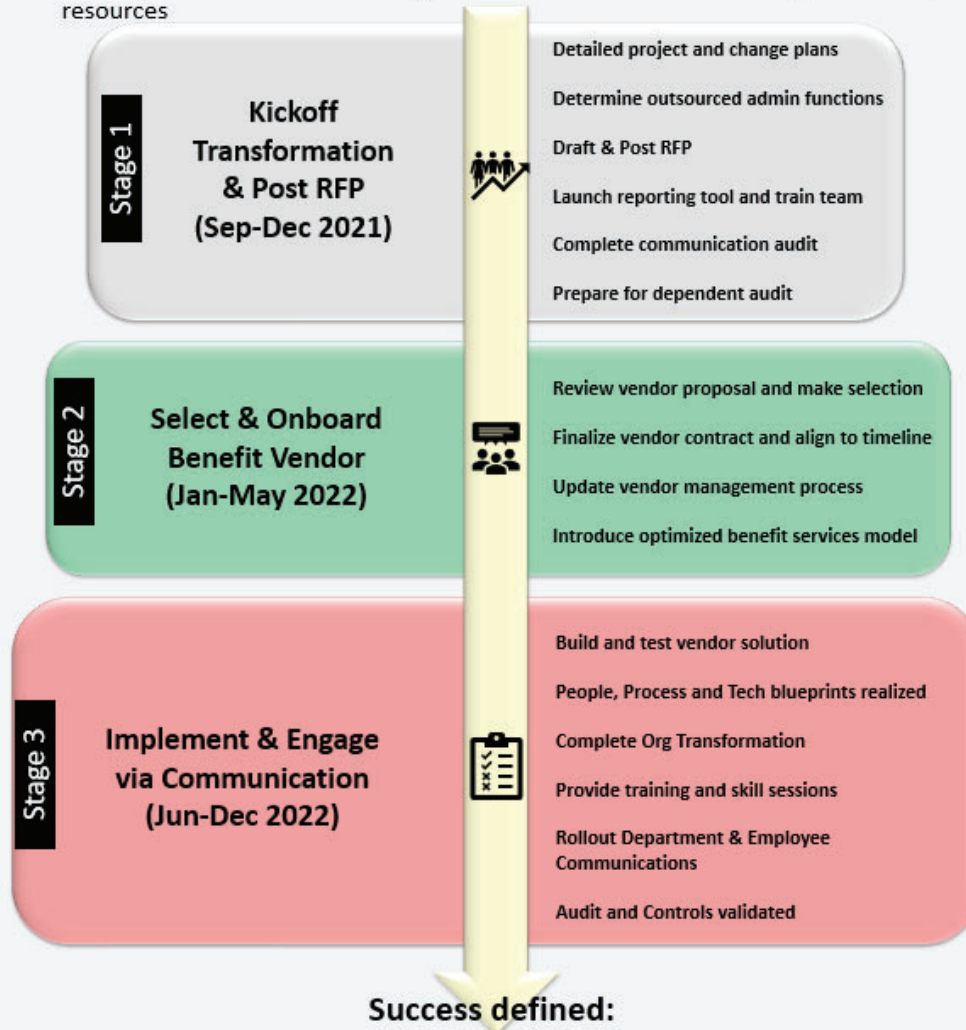 resources
Stage 1
Kickoff
Transformation
& Post RFP
(Sep-Dec 2021)
Detailed project and change plans
Determine outsourced admin functions
Draft & Post RFP
Launch reporting tool and train team
Complete communication audit
Prepare for dependent audit
Stage 2
Select & Onboard
Benefit Vendor
(Jan-May 2022)
Review vendor proposal and make selection
Finalize vendor contract and align to timeline
Update vendor management process
Introduce optimized benefit services model
Stage 3
Implement & Engage
via Communication
(Jun-Dec 2022)
Build and test vendor solution
People, Process and Tech blueprints realized
Complete Org Transformation
Provide training and skill sessions
Rollout Department & Employee
Communications
Audit and Controls validated
Success defined: